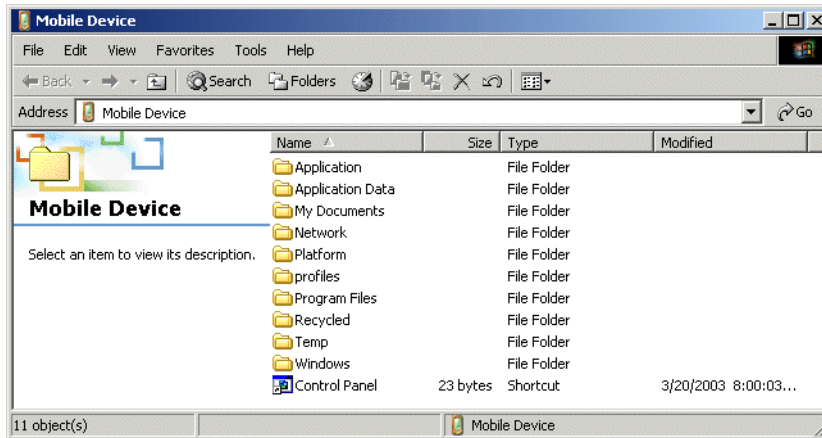 Mobile Device
File Edit View Favorites Tools Help
Back Search Folders
Address Mobile Device Go
Name Size Type Modified
Mobile Device
Select an item to view its description.
Application File Folder
Application Data File Folder
My Documents File Folder
Network File Folder
Platform File Folder
profiles File Folder
Program Files File Folder
Recycled File Folder
Temp File Folder
Windows File Folder
Control Panel 23 bytes Shortcut 3/20/2003 8:00:03...
11 object(s) Mobile Device